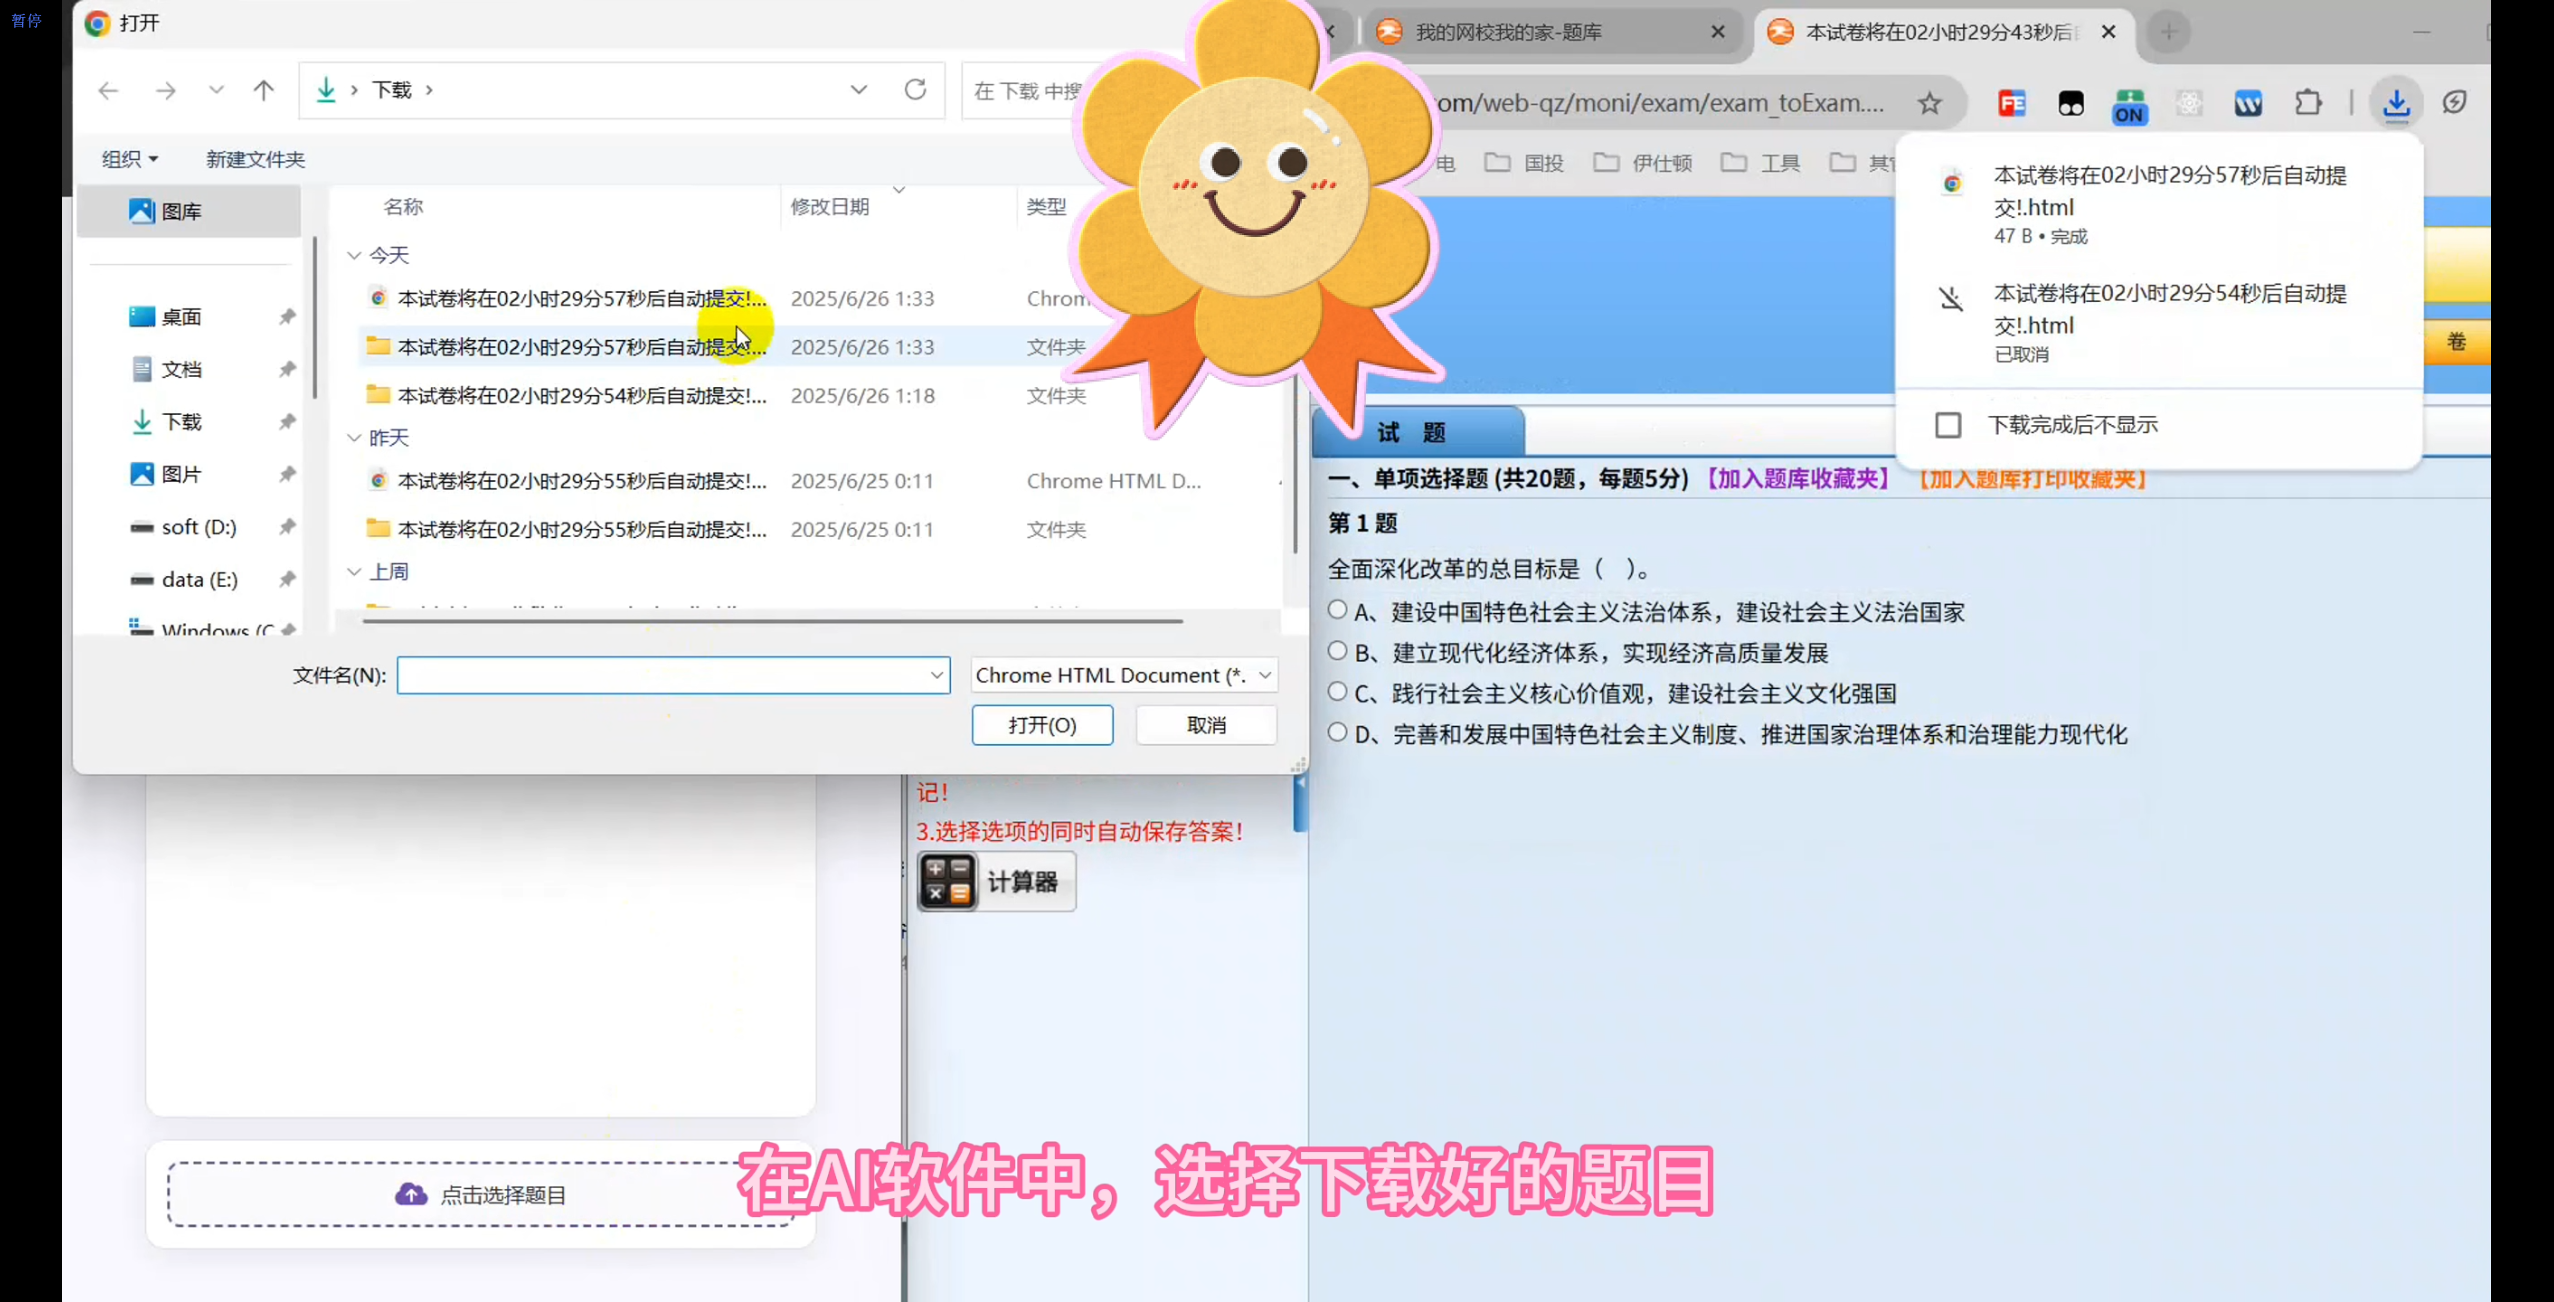 暂停
打开
下载
在 下载 中搜
组织
新建文件夹
图库
桌面
文档
下载
图片
soft (D:)
data (E:)
Windows (C
名称 修改日期 类型
今天
本试卷将在02小时29分57秒后自动提交!... 2025/6/26 1:33 Chrom
本试卷将在02小时29分57秒后自动提交!... 2025/6/26 1:33 文件夹
本试卷将在02小时29分54秒后自动提交!... 2025/6/26 1:18 文件夹
昨天
本试卷将在02小时29分55秒后自动提交!... 2025/6/25 0:11 Chrome HTML D...
本试卷将在02小时29分55秒后自动提交!... 2025/6/25 0:11 文件夹
上周
文件名(N):
Chrome HTML Document (*.
打开(O)
取消
我的网校我的家-题库
本试卷将在02小时29分43秒后
om/web-qz/moni/exam/exam_toExam....
FE
ON
电
国投
伊仕顿
工具
本试卷将在02小时29分57秒后自动提
交!.html
47 B • 完成
本试卷将在02小时29分54秒后自动提
交!.html
已取消
下载完成后不显示
卷
试 题
一、单项选择题 (共20题，每题5分) 【加入题库收藏夹】 【加入题库打印收藏夹】
第 1 题
全面深化改革的总目标是（ ）。
A、建设中国特色社会主义法治体系，建设社会主义法治国家
B、建立现代化经济体系，实现经济高质量发展
C、践行社会主义核心价值观，建设社会主义文化强国
D、完善和发展中国特色社会主义制度、推进国家治理体系和治理能力现代化
记！
3.选择选项的同时自动保存答案！
计算器
点击选择题目
在AI软件中，选择下载好的题目